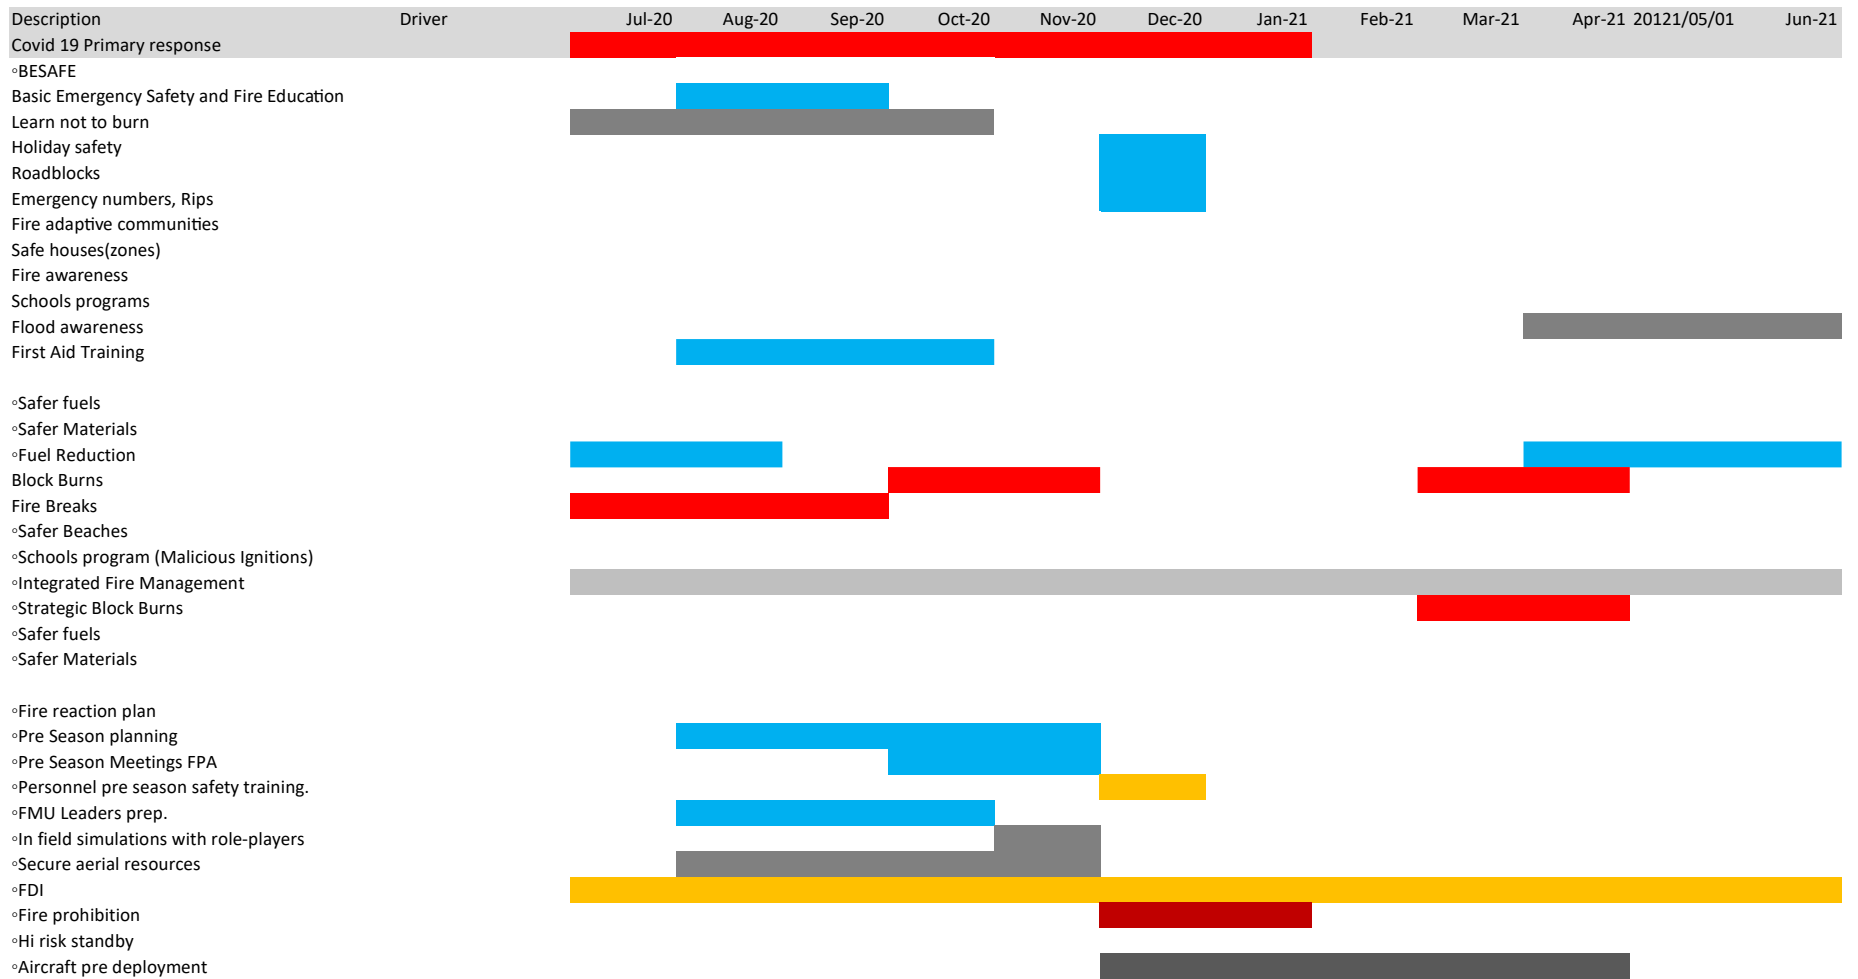 Description Driver Jul-20 Aug-20 Sep-20 Oct-20 Nov-20 Dec-20 Jan-21 Feb-21 Mar-21 Apr-21 20121/05/01 Jun-21
Covid 19 Primary response
◦BESAFE
Basic Emergency Safety and Fire Education
Learn not to burn
Holiday safety
Roadblocks
Emergency numbers, Rips
Fire adaptive communities
Safe houses(zones)
Fire awareness
Schools programs
Flood awareness
First Aid Training
◦Safer fuels
◦Safer Materials
◦Fuel Reduction
Block Burns
Fire Breaks
◦Safer Beaches
◦Schools program (Malicious Ignitions)
◦Integrated Fire Management
◦Strategic Block Burns
◦Safer fuels
◦Safer Materials
◦Fire reaction plan
◦Pre Season planning
◦Pre Season Meetings FPA
◦Personnel pre season safety training.
◦FMU Leaders prep.
◦In field simulations with role-players
◦Secure aerial resources
◦FDI
◦Fire prohibition
◦Hi risk standby
◦Aircraft pre deployment